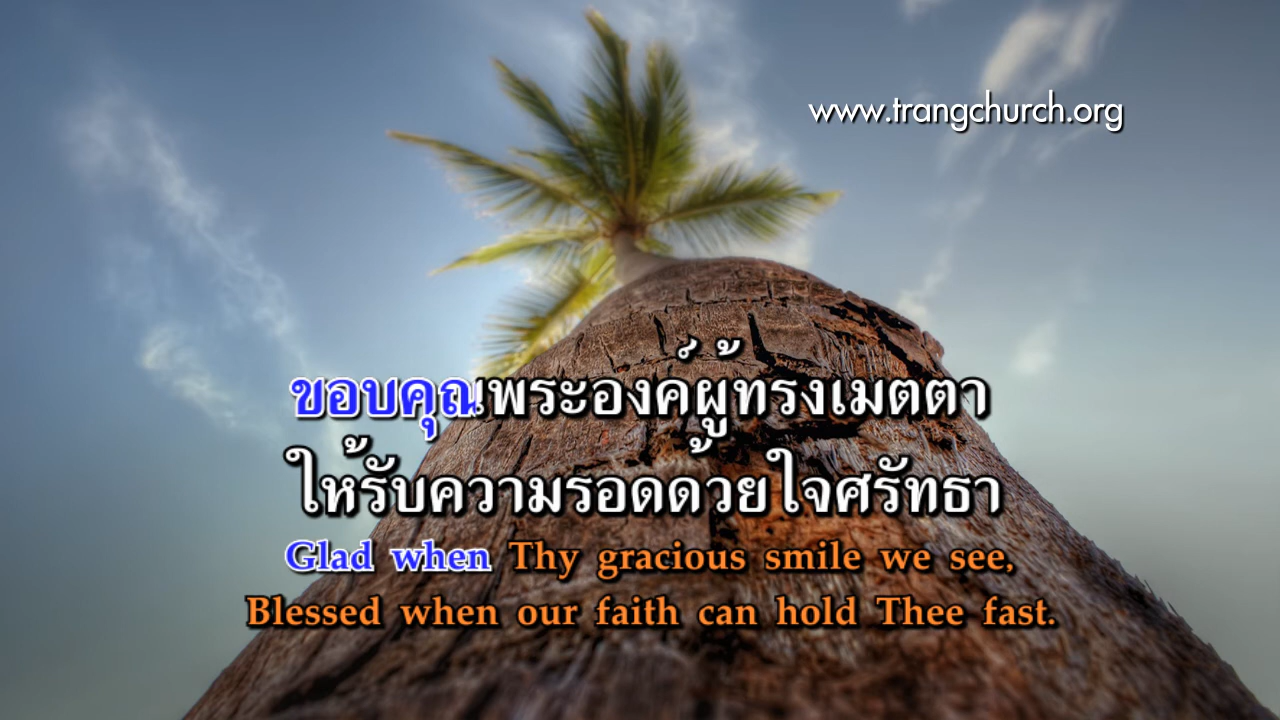 www.trangchurch.org
ขอบคุณพระองค์ผู้ทรงเมตตา
ให้รับความรอดด้วยใจศรัทธา
Glad when Thy gracious smile we see,
Blessed when our faith can hold Thee fast.